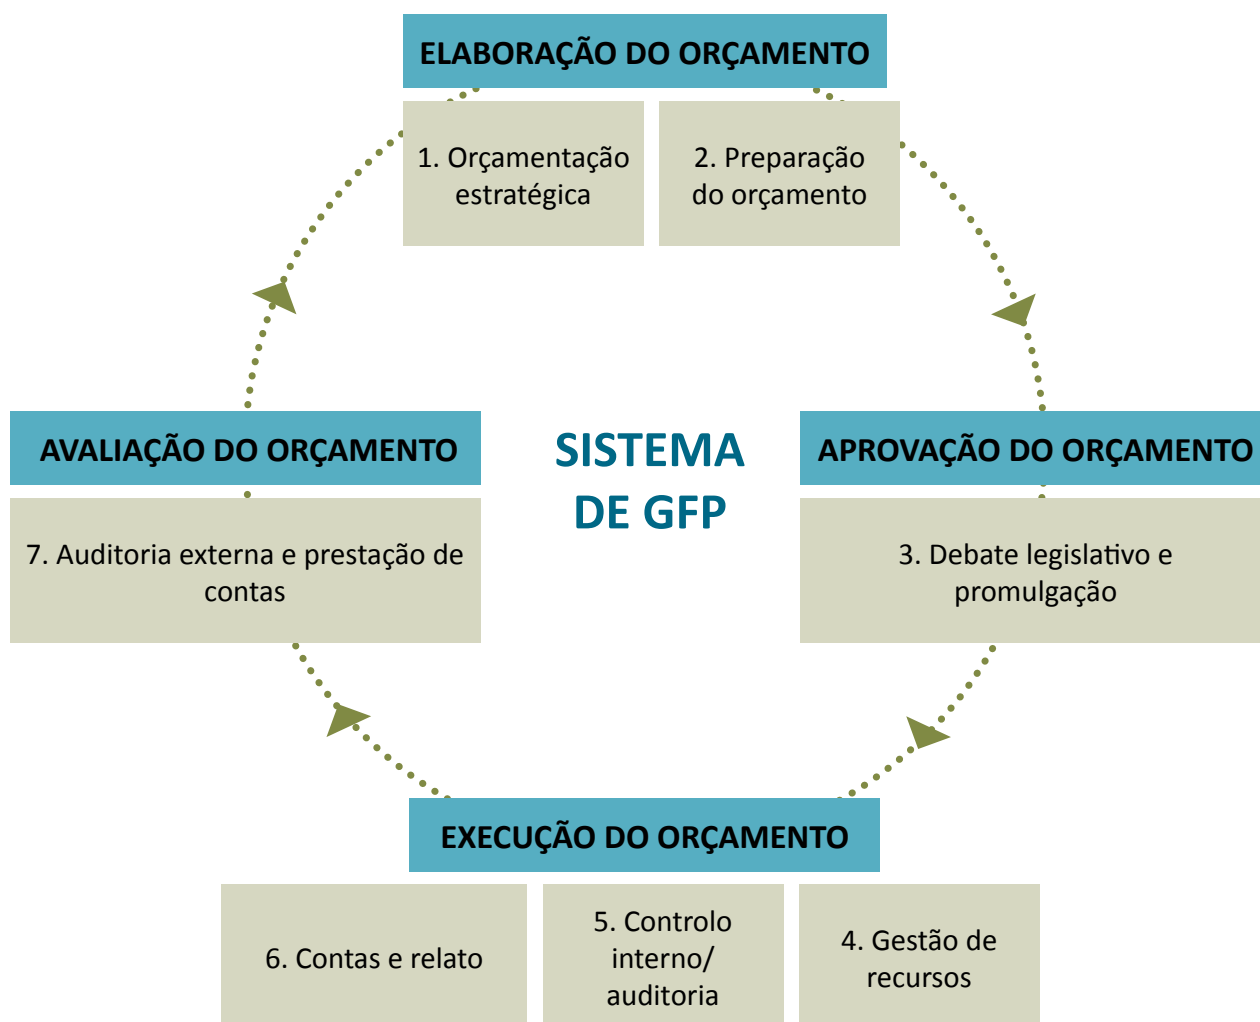 ELABORAÇÃO DO ORÇAMENTO
1. Orçamentação
estratégica
2. Preparação
do orçamento
AVALIAÇÃO DO ORÇAMENTO
7. Auditoria externa e prestação de
contas
SISTEMA
DE GFP
APROVAÇÃO DO ORÇAMENTO
3. Debate legislativo e
promulgação
EXECUÇÃO DO ORÇAMENTO
6. Contas e relato
5. Controlo
interno/
auditoria
4. Gestão de
recursos